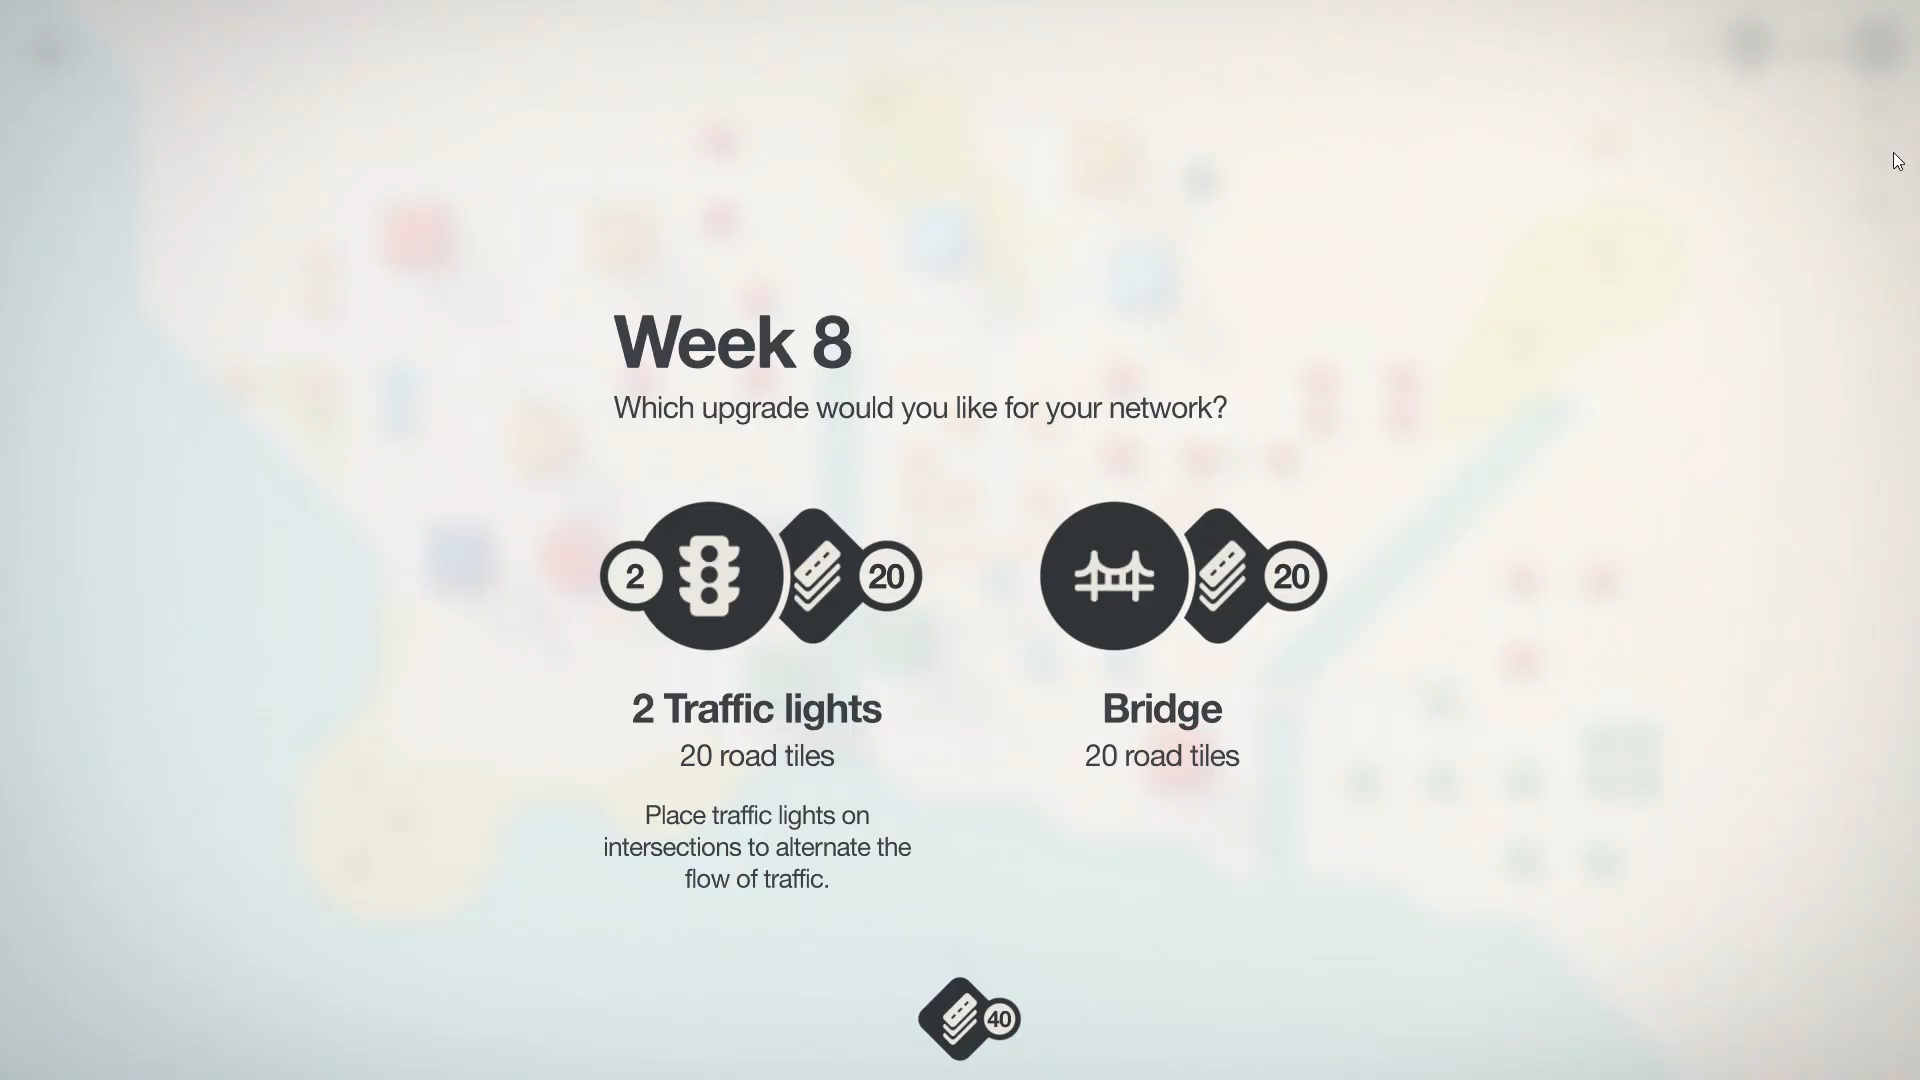 Week 8
Which upgrade would you like for your network?
2
20
20
2 Traffic lights
20 road tiles
Place traffic lights on
intersections to alternate the
flow of traffic.
Bridge
20 road tiles
40